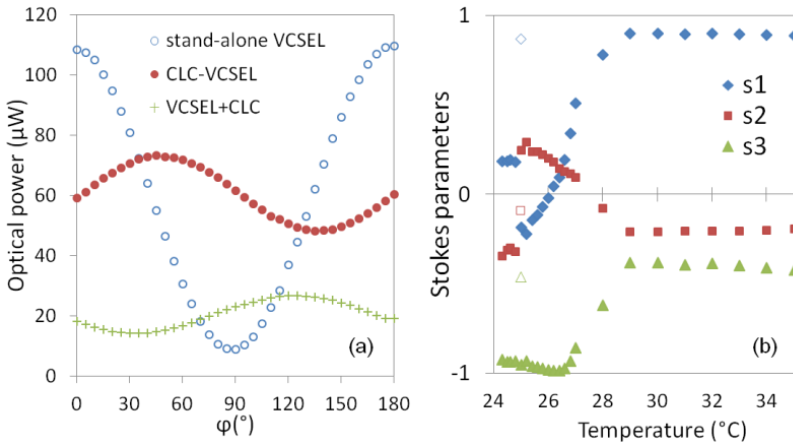 (a)
stand-alone VCSEL
CLC-VCSEL
VCSEL+CLC
Optical power (µW)
120
100
80
60
40
20
0
0 30 60 90 120 150 180
φ(°)
(b)
s1
s2
s3
Stokes parameters
1
0
-1
24 26 28 30 32 34
Temperature (°C)